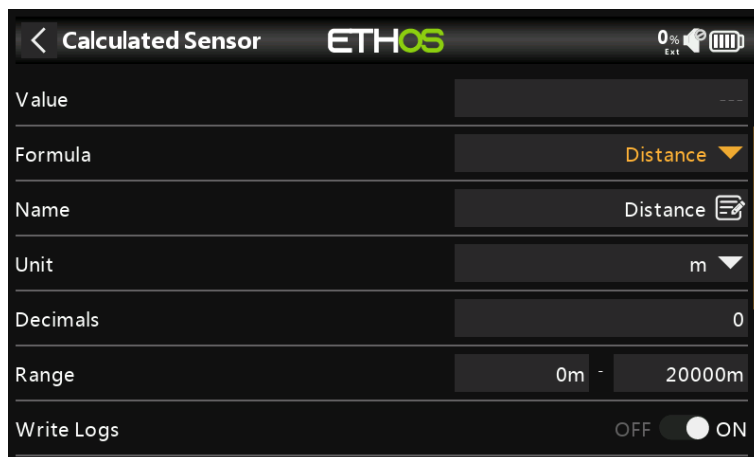 Calculated Sensor ETHOS 0% Ext
Value ---
Formula Distance
Name Distance
Unit m
Decimals 0
Range 0m - 20000m
Write Logs OFF ON